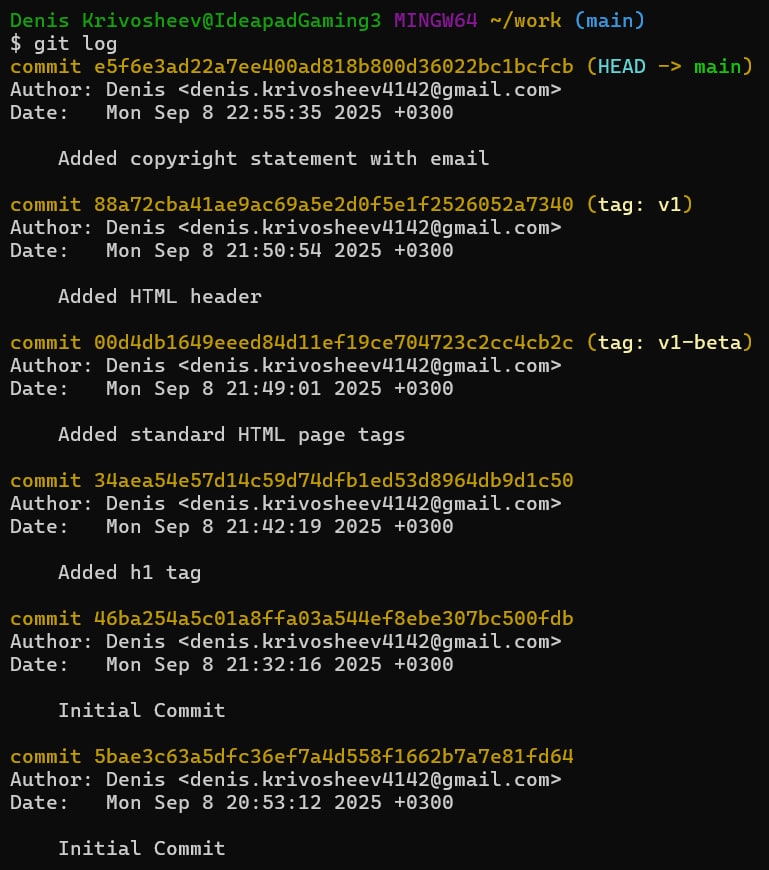 Denis Krivosheev@IdeapadGaming3 MINGW64 ~/work (main)
$ git log
commit e5f6e3ad22a7ee400ad818b800d36022bc1bcfcb (HEAD -> main)
Author: Denis <denis.krivosheev4142@gmail.com>
Date:   Mon Sep 8 22:55:35 2025 +0300

    Added copyright statement with email

commit 88a72cba41ae9ac69a5e2d0f5e1f2526052a7340 (tag: v1)
Author: Denis <denis.krivosheev4142@gmail.com>
Date:   Mon Sep 8 21:50:54 2025 +0300

    Added HTML header

commit 00d4db1649eeed84d11ef19ce704723c2cc4cb2c (tag: v1-beta)
Author: Denis <denis.krivosheev4142@gmail.com>
Date:   Mon Sep 8 21:49:01 2025 +0300

    Added standard HTML page tags

commit 34aea54e57d14c59d74dfb1ed53d8964db9d1c50
Author: Denis <denis.krivosheev4142@gmail.com>
Date:   Mon Sep 8 21:42:19 2025 +0300

    Added h1 tag

commit 46ba254a5c01a8ffa03a544ef8ebe307bc500fdb
Author: Denis <denis.krivosheev4142@gmail.com>
Date:   Mon Sep 8 21:32:16 2025 +0300

    Initial Commit

commit 5bae3c63a5dfc36ef7a4d558f1662b7a7e81fd64
Author: Denis <denis.krivosheev4142@gmail.com>
Date:   Mon Sep 8 20:53:12 2025 +0300

    Initial Commit